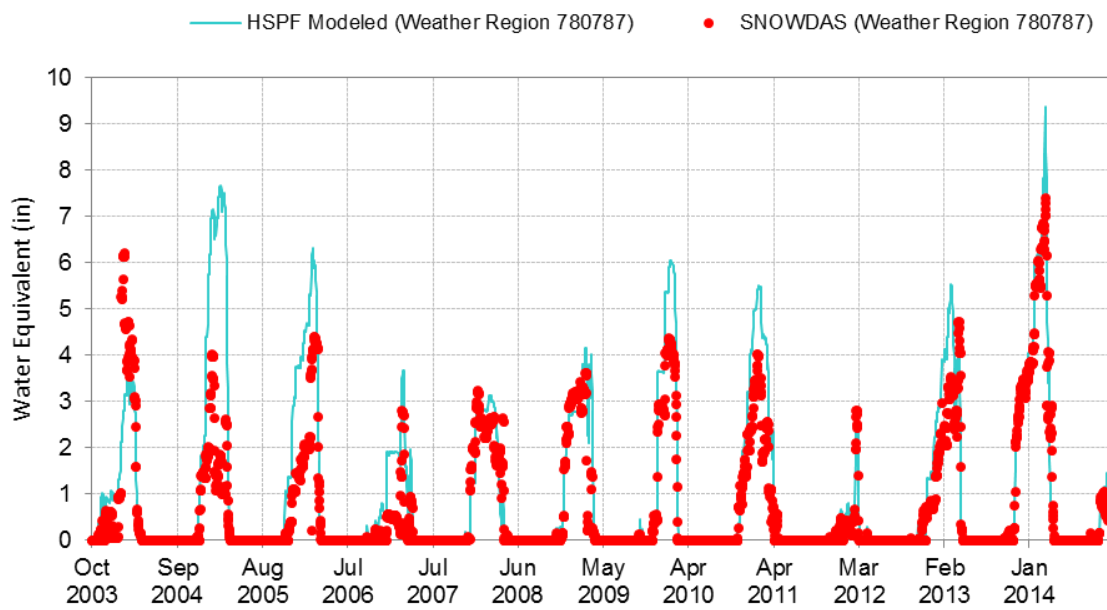 HSPF Modeled (Weather Region 780787) SNOWDAS (Weather Region 780787)
Water Equivalent (in)
10
9
8
7
6
5
4
3
2
1
0
Oct Sep Aug Jul Jul Jun May Apr Apr Mar Feb Jan
2003 2004 2005 2006 2007 2008 2009 2010 2011 2012 2013 2014